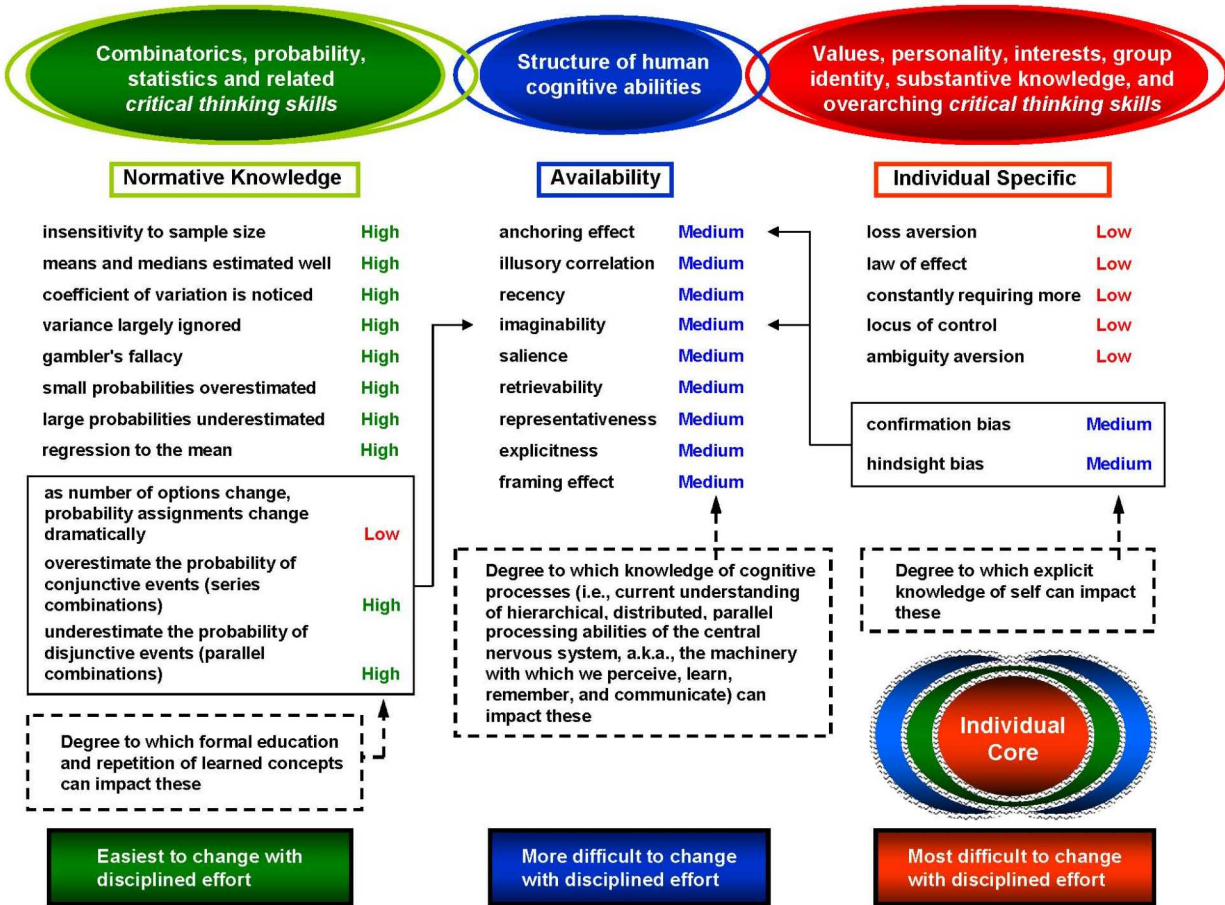 Combinatorics, probability,
statistics and related
critical thinking skills
Structure of human
cognitive abilities
Values, personality, interests, group
identity, substantive knowledge, and
overarching critical thinking skills
Normative Knowledge
insensitivity to sample size High
means and medians estimated well High
coefficient of variation is noticed High
variance largely ignored High
gambler's fallacy High
small probabilities overestimated High
large probabilities underestimated High
regression to the mean High
as number of options change,
probability assignments change
dramatically Low
overestimate the probability of
conjunctive events (series
combinations) High
underestimate the probability of
disjunctive events (parallel
combinations) High
Degree to which formal education
and repetition of learned concepts
can impact these
Easiest to change with
disciplined effort
Availability
anchoring effect Medium
illusory correlation Medium
recency Medium
imaginability Medium
salience Medium
retrievability Medium
representativeness Medium
explicitness Medium
framing effect Medium
Degree to which knowledge of cognitive
processes (i.e., current understanding
of hierarchical, distributed, parallel
processing abilities of the central
nervous system, a.k.a., the machinery
with which we perceive, learn,
remember, and communicate) can
impact these
More difficult to change
with disciplined effort
Individual Specific
loss aversion Low
law of effect Low
constantly requiring more Low
locus of control Low
ambiguity aversion Low
confirmation bias Medium
hindsight bias Medium
Degree to which explicit
knowledge of self can impact
these
Individual
Core
Most difficult to change
with disciplined effort